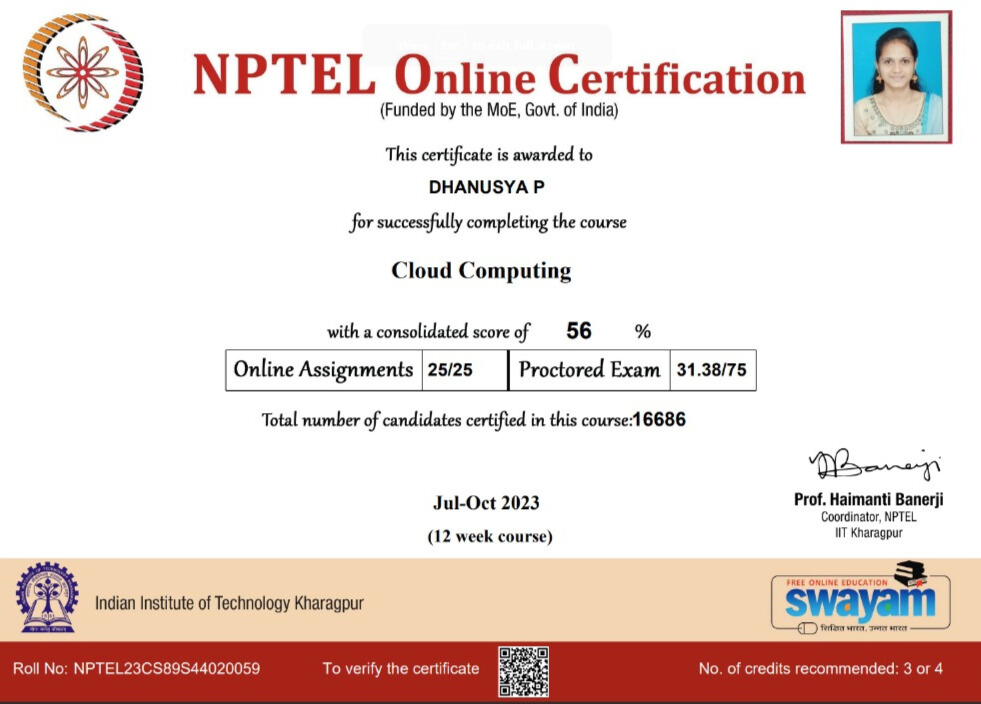 NPTEL Online Certification
(Funded by the MoE, Govt. of India)
This certificate is awarded to
DHANUSYA P
for successfully completing the course
Cloud Computing
with a consolidated score of 56 %
Online Assignments 25/25 Proctored Exam 31.38/75
Total number of candidates certified in this course:16686
Jul-Oct 2023
(12 week course)
Banerji
Prof. Haimanti Banerji
Coordinator, NPTEL
IIT Kharagpur
Indian Institute of Technology Kharagpur
FREE ONLINE EDUCATION
swayam
शिक्षित भारत, उन्नत भारत
Roll No: NPTEL23CS89S44020059
To verify the certificate
No. of credits recommended: 3 or 4